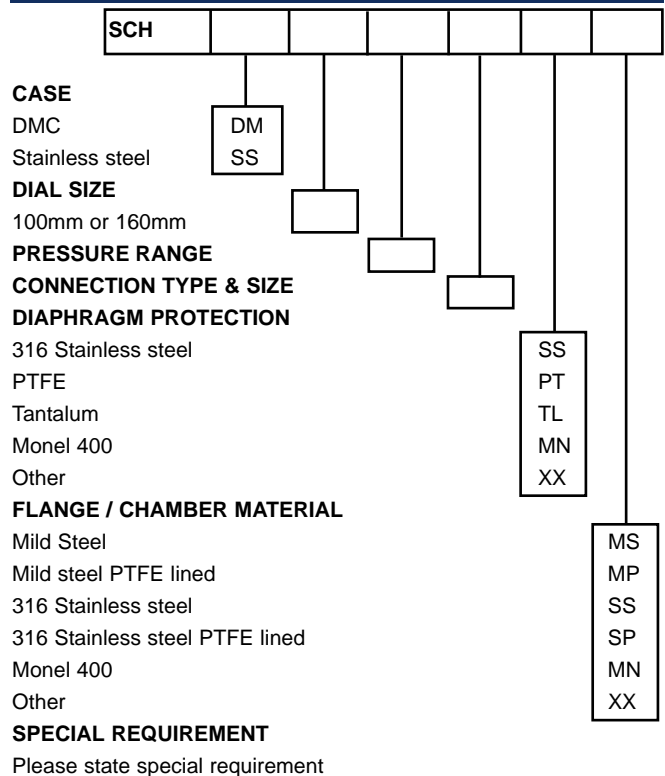 SCH
CASE
DMC DM
Stainless steel SS
DIAL SIZE
100mm or 160mm
PRESSURE RANGE
CONNECTION TYPE & SIZE
DIAPHRAGM PROTECTION
316 Stainless steel SS
PTFE PT
Tantalum TL
Monel 400 MN
Other XX
FLANGE / CHAMBER MATERIAL
Mild Steel MS
Mild steel PTFE lined MP
316 Stainless steel SS
316 Stainless steel PTFE lined SP
Monel 400 MN
Other XX
SPECIAL REQUIREMENT
Please state special requirement